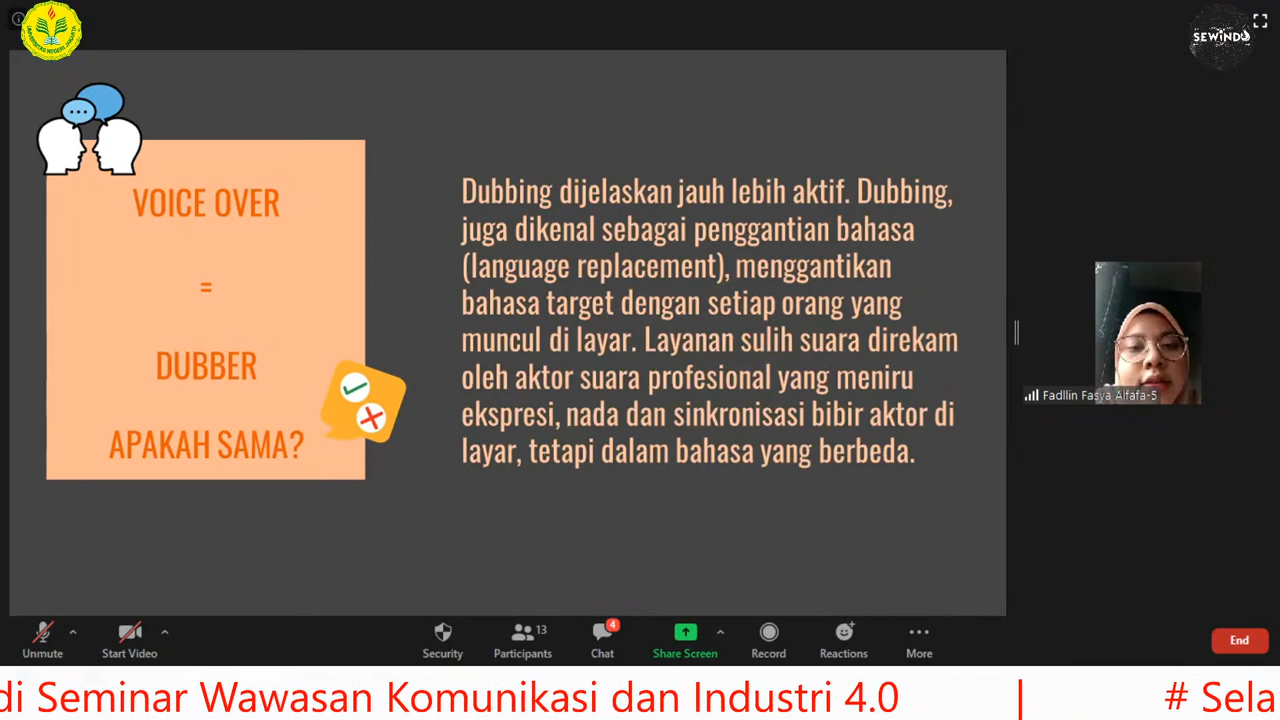 SEWINDU
VOICE OVER
=
DUBBER
APAKAH SAMA?
Dubbing dijelaskan jauh lebih aktif. Dubbing,
juga dikenal sebagai penggantian bahasa
(language replacement), menggantikan
bahasa target dengan setiap orang yang
muncul di layar. Layanan sulih suara direkam
oleh aktor suara profesional yang meniru
ekspresi, nada dan sinkronisasi bibir aktor di
layar, tetapi dalam bahasa yang berbeda.
Fadllin Fasya Alfafa-5
Unmute
Start Video
Security
13
Participants
4
Chat
Share Screen
Record
Reactions
More
End
di Seminar Wawasan Komunikasi dan Industri 4.0 | # Sela